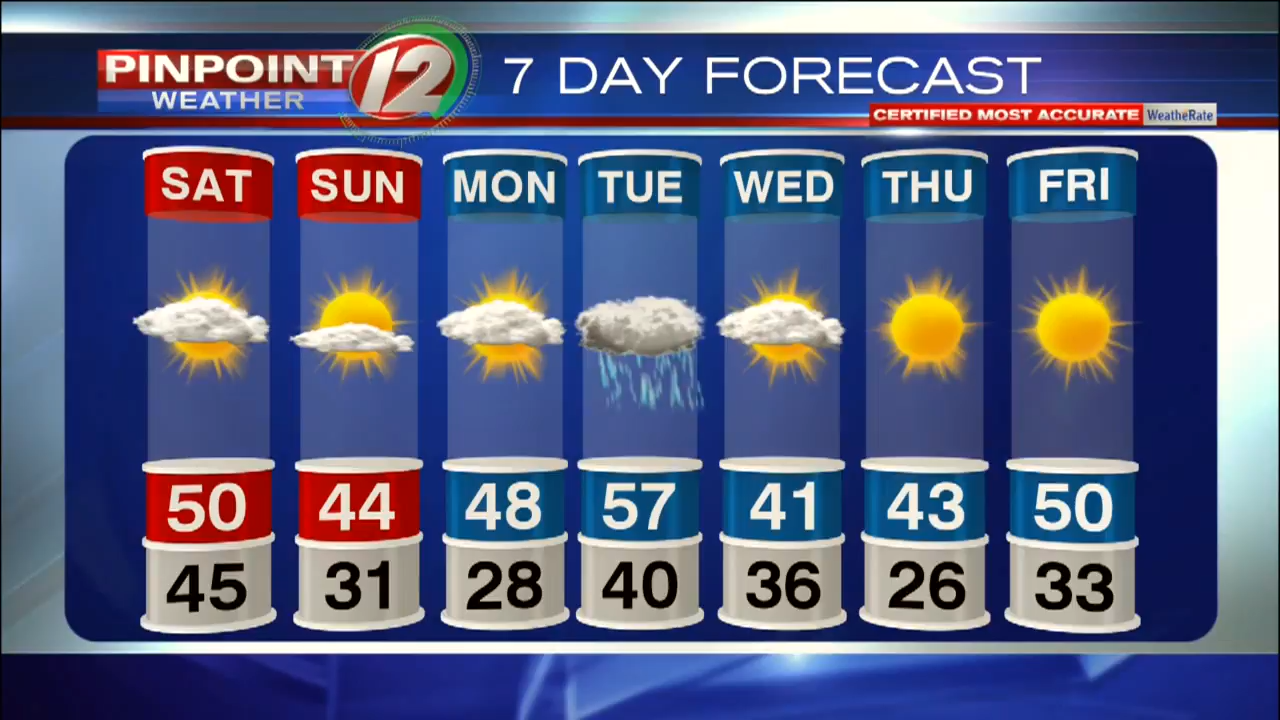 PINPOINT
WEATHER
12
7 DAY FORECAST
CERTIFIED MOST ACCURATE WeatheRate
SAT SUN MON TUE WED THU FRI
50 44 48 57 41 43 50
45 31 28 40 36 26 33